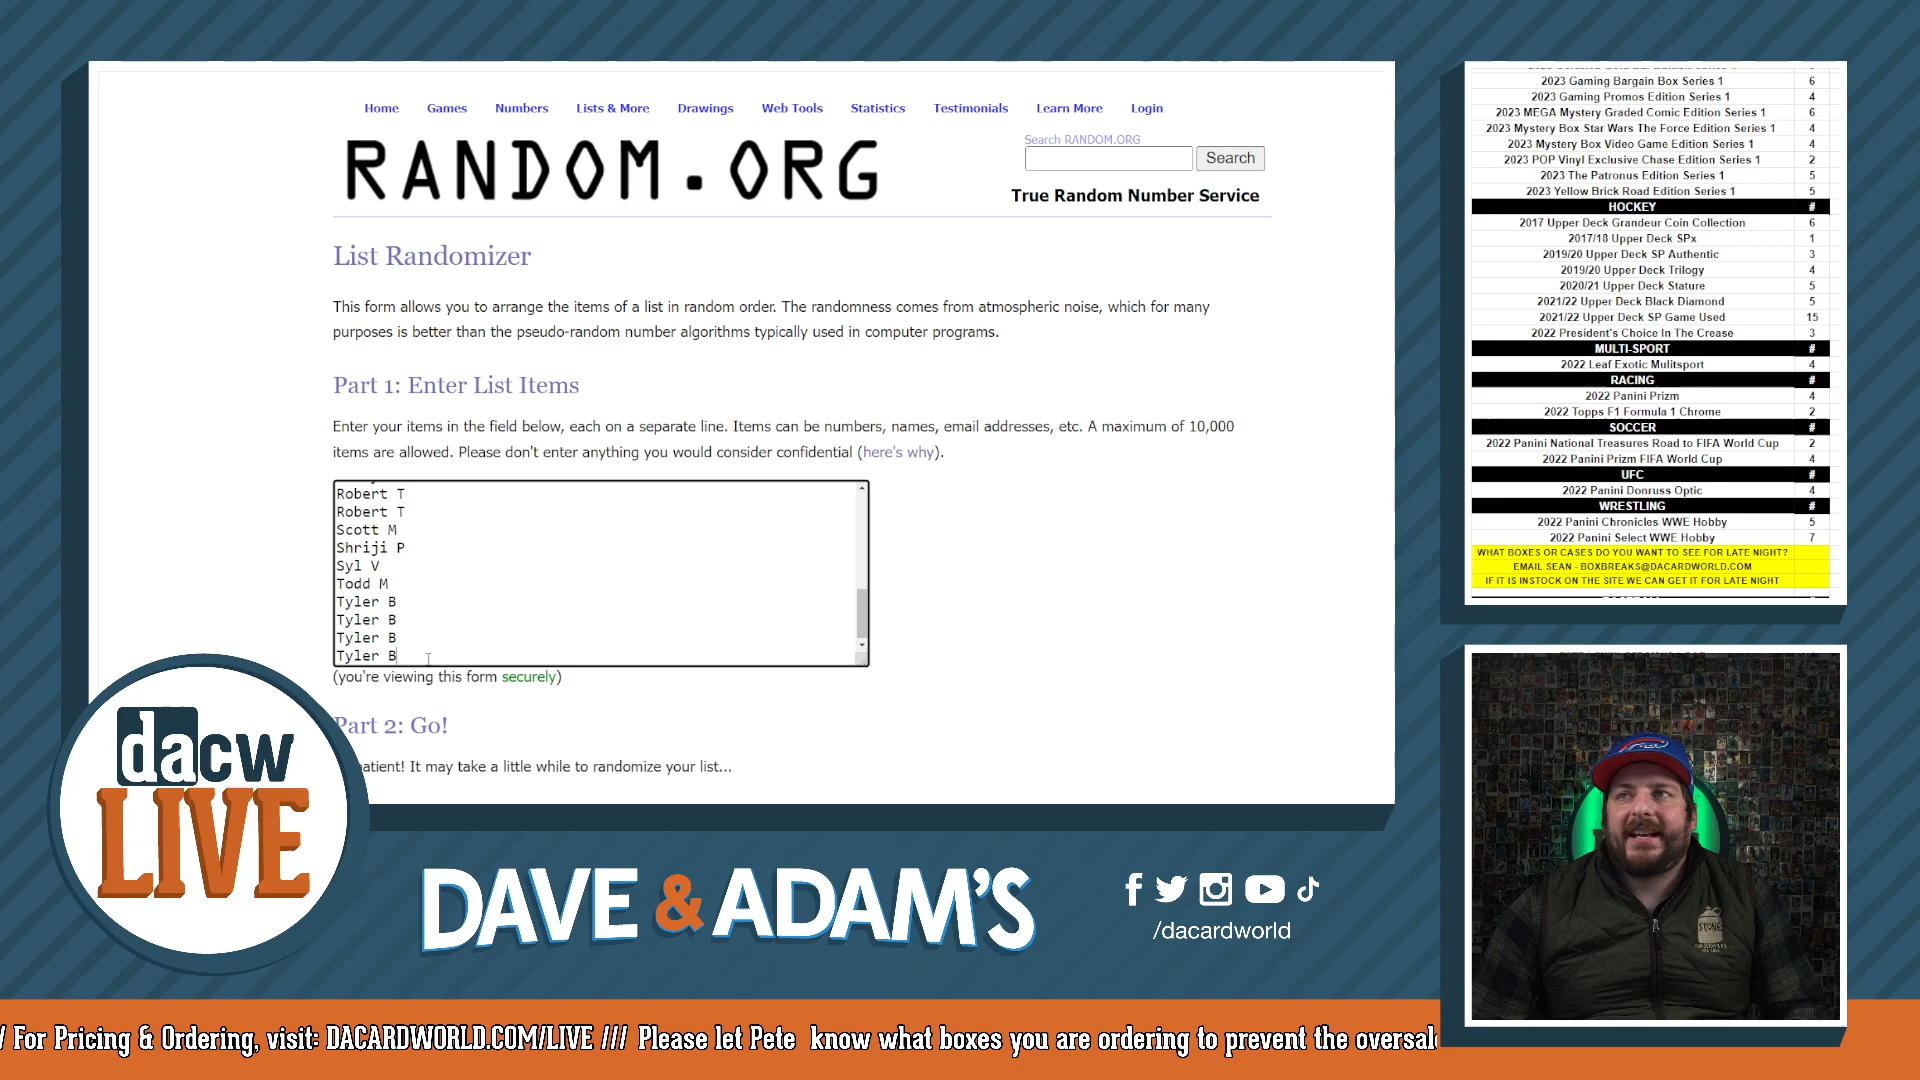 Home Games Numbers Lists & More Drawings Web Tools Statistics Testimonials Learn More Login
RANDOM.ORG
Search RANDOM.ORG
Search
True Random Number Service
List Randomizer
This form allows you to arrange the items of a list in random order. The randomness comes from atmospheric noise, which for many
purposes is better than the pseudo-random number algorithms typically used in computer programs.
Part 1: Enter List Items
Enter your items in the field below, each on a separate line. Items can be numbers, names, email addresses, etc. A maximum of 10,000
items are allowed. Please don't enter anything you would consider confidential (here's why).
Robert T
Robert T
Scott M
Shriji P
Syl V
Todd M
Tyler B
Tyler B
Tyler B
Tyler B
(you're viewing this form securely)
Part 2: Go!
patient! It may take a little while to randomize your list...
2023 Gaming Bargain Box Series 1 6
2023 Gaming Promos Edition Series 1 4
2023 MEGA Mystery Graded Comic Edition Series 1 6
2023 Mystery Box Star Wars The Force Edition Series 1 4
2023 Mystery Box Video Game Edition Series 1 4
2023 POP Vinyl Exclusive Chase Edition Series 1 2
2023 The Patronus Edition Series 1 5
2023 Yellow Brick Road Edition Series 1 5
HOCKEY #
2017 Upper Deck Grandeur Coin Collection 6
2017/18 Upper Deck SPx 1
2019/20 Upper Deck SP Authentic 3
2019/20 Upper Deck Trilogy 4
2020/21 Upper Deck Stature 5
2021/22 Upper Deck Black Diamond 5
2021/22 Upper Deck SP Game Used 15
2022 President's Choice In The Crease 3
MULTI-SPORT #
2022 Leaf Exotic Mulitsport 4
RACING #
2022 Panini Prizm 4
2022 Topps F1 Formula 1 Chrome 2
SOCCER #
2022 Panini National Treasures Road to FIFA World Cup 2
2022 Panini Prizm FIFA World Cup 4
UFC #
2022 Panini Donruss Optic 4
WRESTLING #
2022 Panini Chronicles WWE Hobby 5
2022 Panini Select WWE Hobby 7
WHAT BOXES OR CASES DO YOU WANT TO SEE FOR LATE NIGHT?
EMAIL SEAN - BOXBREAKS@DACARDWORLD.COM
IF IT IS INSTOCK ON THE SITE WE CAN GET IT FOR LATE NIGHT
dacw
LIVE
DAVE & ADAM'S
/dacardworld
STONE
For Pricing & Ordering, visit: DACARDWORLD.COM/LIVE /// Please let Pete know what boxes you are ordering to prevent the oversal